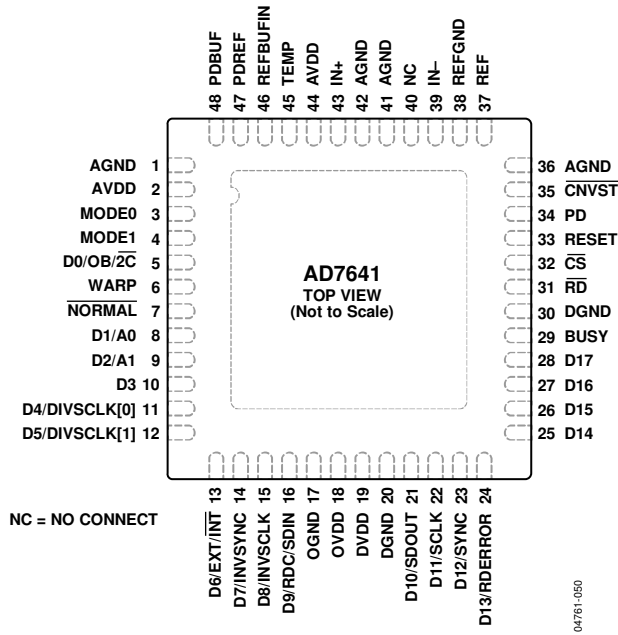 48 PDBUF
47 PDREF
46 REFBUFIN
45 TEMP
44 AVDD
43 IN+
42 AGND
41 AGND
40 NC
39 IN–
38 REFGND
37 REF
AGND 1
AVDD 2
MODE0 3
MODE1 4
D0/OB/2C̅ 5
WARP 6
N̅O̅R̅M̅A̅L̅ 7
D1/A0 8
D2/A1 9
D3 10
D4/DIVSCLK[0] 11
D5/DIVSCLK[1] 12
AD7641
TOP VIEW
(Not to Scale)
36 AGND
35 C̅N̅V̅S̅T̅
34 PD
33 RESET
32 C̅S̅
31 R̅D̅
30 DGND
29 BUSY
28 D17
27 D16
26 D15
25 D14
D6/EXT/I̅N̅T̅ 13
D7/INVSYNC 14
D8/INVSCLK 15
D9/RDC/SDIN 16
OGND 17
OVDD 18
DVDD 19
DGND 20
D10/SDOUT 21
D11/SCLK 22
D12/SYNC 23
D13/RDERROR 24
NC = NO CONNECT
04761-050